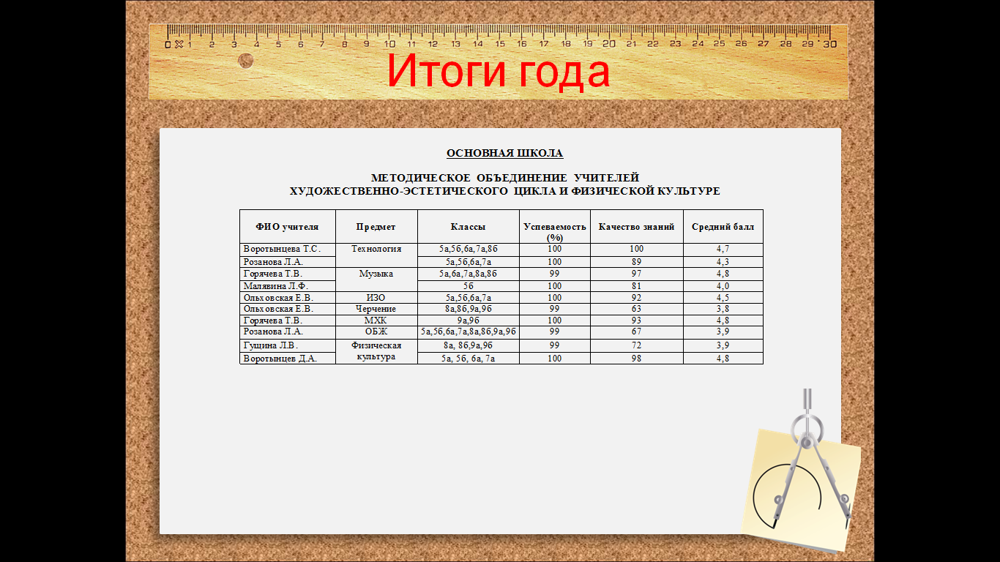 0 1 2 3 4 5 6 7 8 9 10 11 12 13 14 15 16 17 18 19 20 21 22 23 24 25 26 27 28 29 30
Итоги года
ОСНОВНАЯ ШКОЛА
МЕТОДИЧЕСКОЕ ОБЪЕДИНЕНИЕ УЧИТЕЛЕЙ
ХУДОЖЕСТВЕННО-ЭСТЕТИЧЕСКОГО ЦИКЛА И ФИЗИЧЕСКОЙ КУЛЬТУРЕ
ФИО учителя Предмет Классы Успеваемость (%) Качество знаний Средний балл
Воротынцева Т.С. Технология 5а,5б,6а,7а,8б 100 100 4,7
Розанова Л.А. 5а,5б,6а,7а 100 89 4,3
Горячева Т.В. Музыка 5а,6а,7а,8а,8б 99 97 4,8
Малявина Л.Ф. 5б 100 81 4,0
Ольховская Е.В. ИЗО 5а,5б,6а,7а 100 92 4,5
Ольховская Е.В. Черчение 8а,8б,9а,9б 99 63 3,8
Горячева Т.В. МХК 9а,9б 100 93 4,8
Розанова Л.А. ОБЖ 5а,5б,6а,7а,8а,8б,9а,9б 99 67 3,9
Гущина Л.В. Физическая культура 8а, 8б,9а,9б 99 72 3,9
Воротынцев Д.А. 5а, 5б, 6а, 7а 100 98 4,8